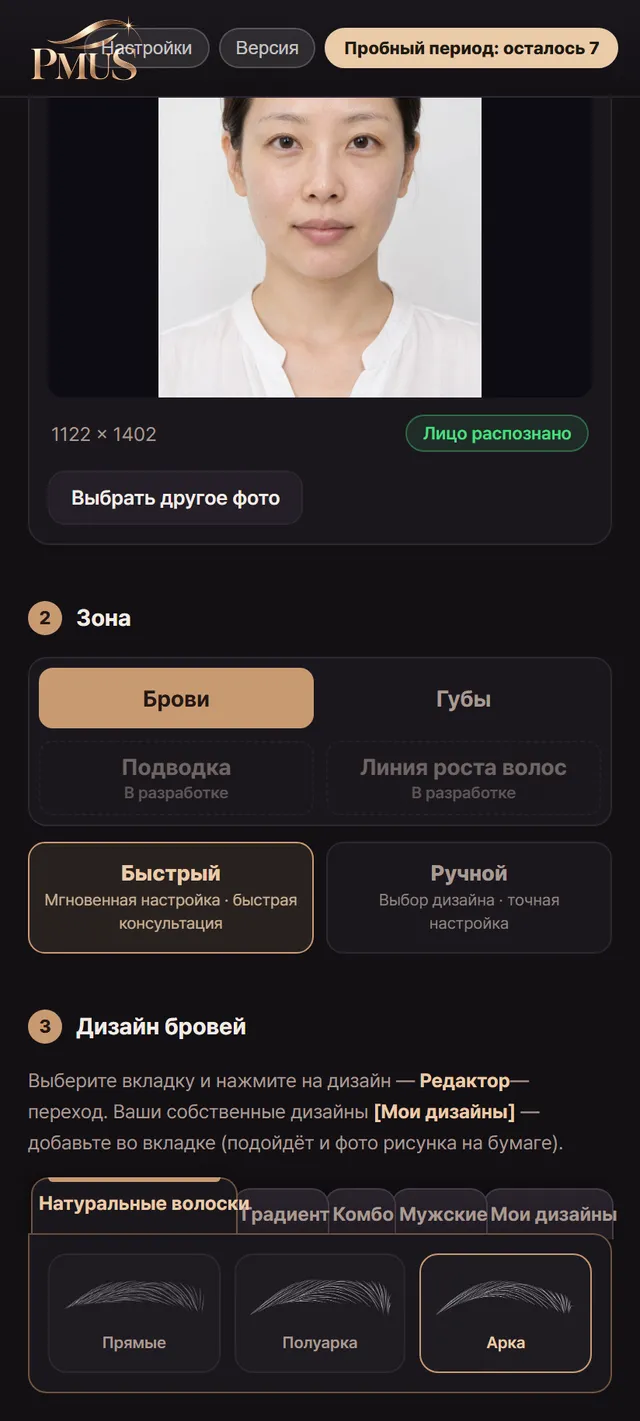 PMUS
Настройки
Версия
Пробный период: осталось 7
1122 × 1402
Лицо распознано
Выбрать другое фото
2
Зона
Брови
Губы
Подводка
В разработке
Линия роста волос
В разработке
Быстрый
Мгновенная настройка · быстрая
консультация
Ручной
Выбор дизайна · точная
настройка
3
Дизайн бровей
Выберите вкладку и нажмите на дизайн — Редактор—
переход. Ваши собственные дизайны [Мои дизайны] —
добавьте во вкладке (подойдёт и фото рисунка на бумаге).
Натуральные волоски
Градиент
Комбо
Мужские
Мои дизайны
Прямые
Полуарка
Арка